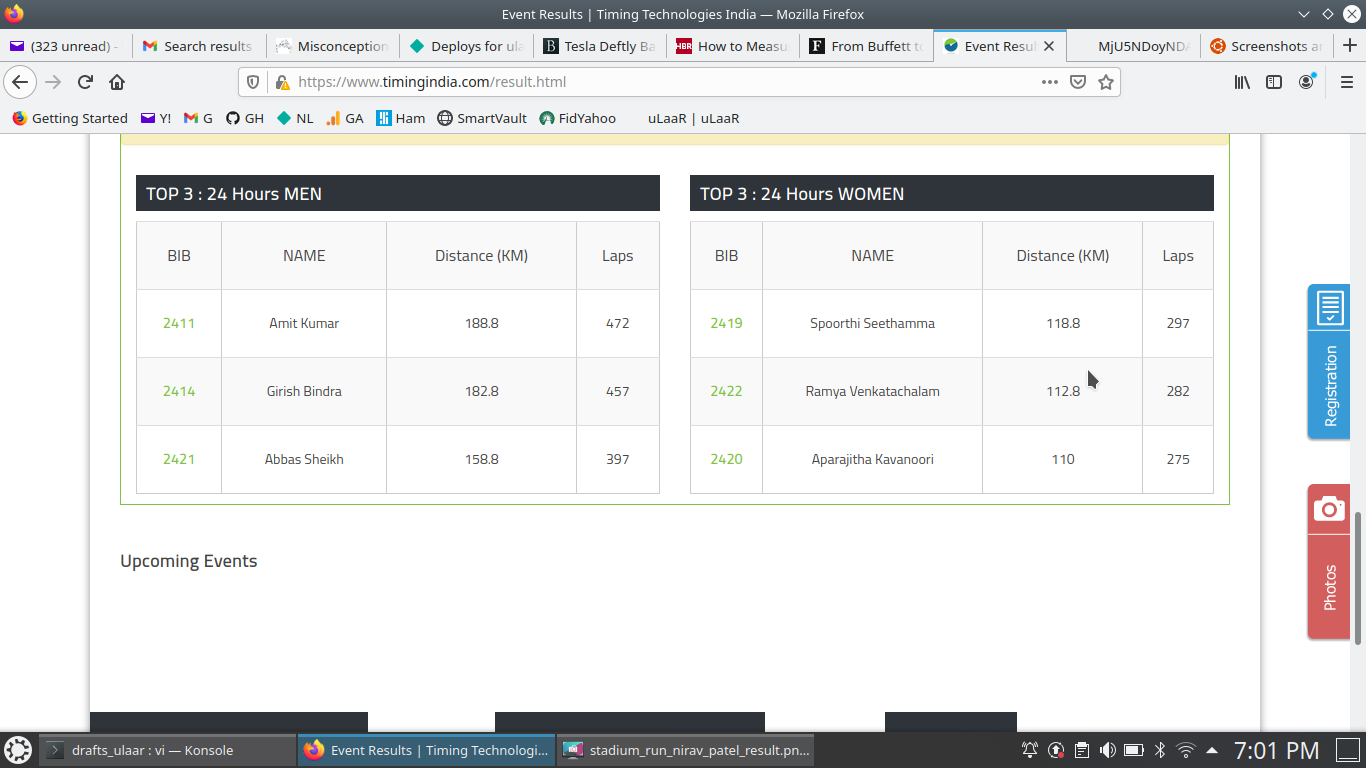 Event Results | Timing Technologies India — Mozilla Firefox
(323 unread) -
Search results
Misconception
Deploys for ula
Tesla Deftly Ba
How to Measu
From Buffett to
Event Resu
MjU5NDoyNDA
Screenshots a
https://www.timingindia.com/result.html
Getting Started Y! G GH NL GA Ham SmartVault FidYahoo uLaaR | uLaaR
TOP 3 : 24 Hours MEN
BIB NAME Distance (KM) Laps
2411 Amit Kumar 188.8 472
2414 Girish Bindra 182.8 457
2421 Abbas Sheikh 158.8 397
TOP 3 : 24 Hours WOMEN
BIB NAME Distance (KM) Laps
2419 Spoorthi Seethamma 118.8 297
2422 Ramya Venkatachalam 112.8 282
2420 Aparajitha Kavanoori 110 275
Registration
Photos
Upcoming Events
drafts_ulaar : vi — Konsole
Event Results | Timing Technologi...
stadium_run_nirav_patel_result.pn...
7:01 PM